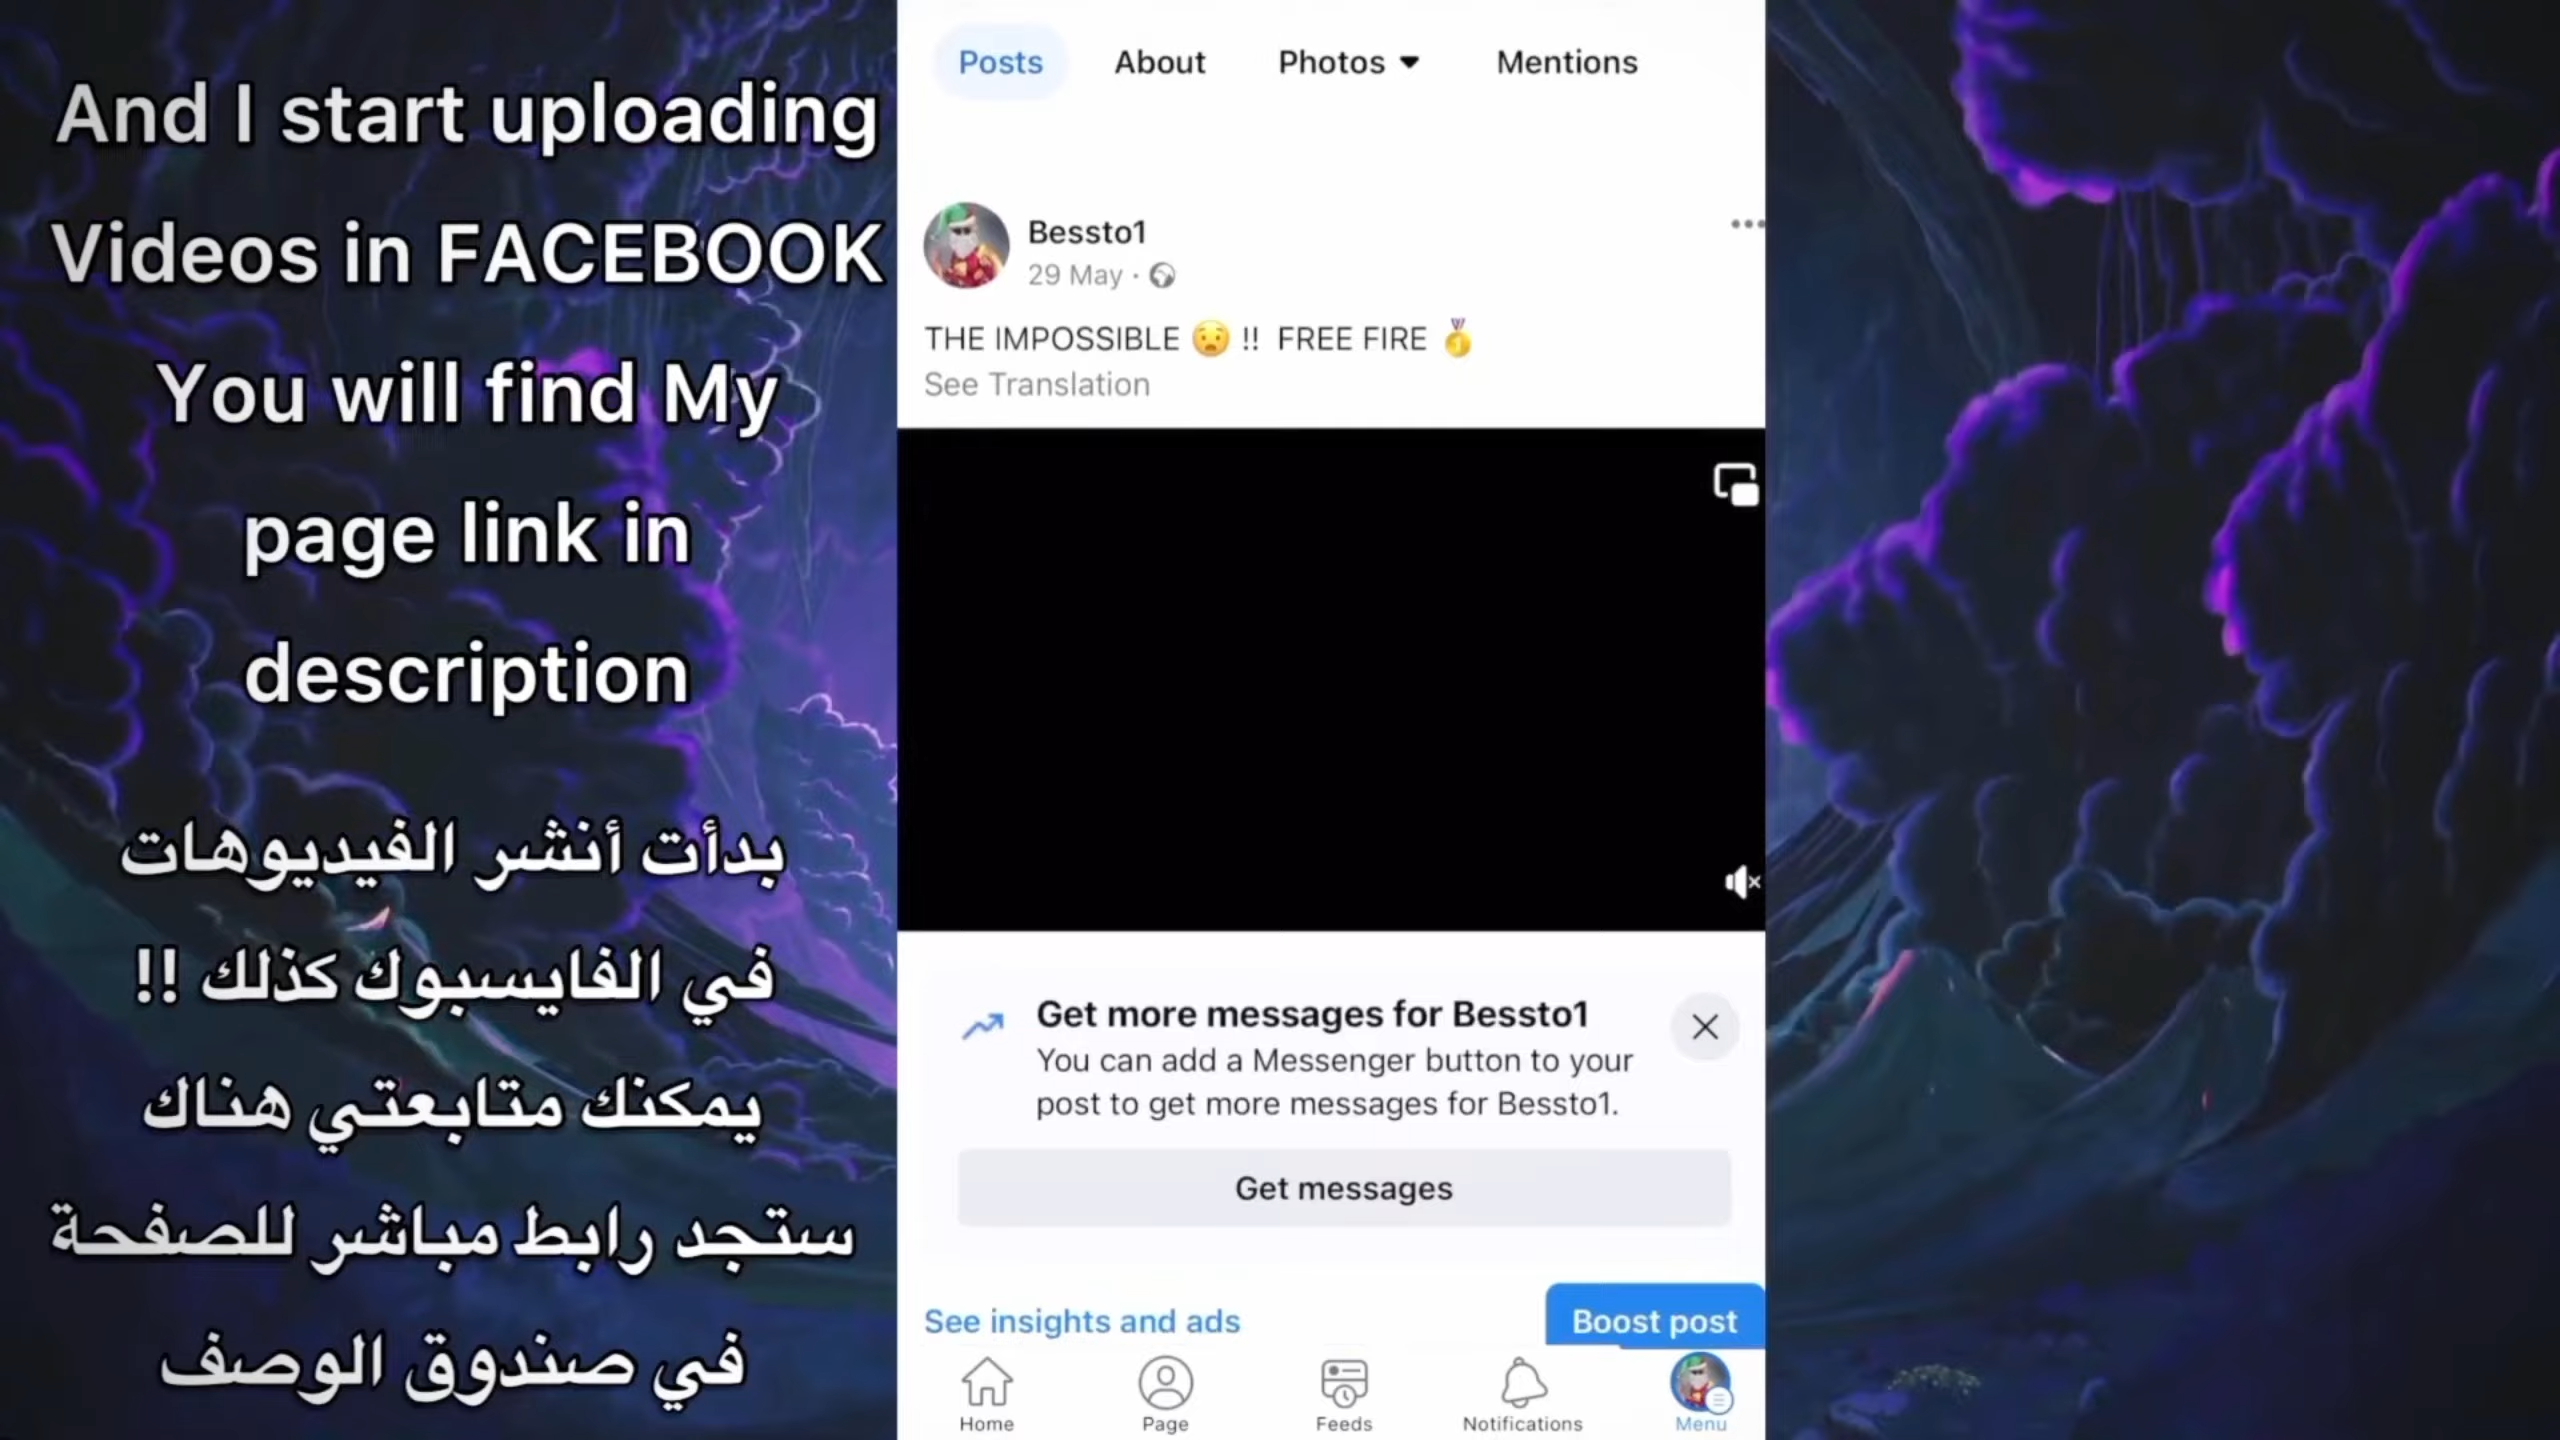 And I start uploading
Videos in FACEBOOK
You will find My
page link in
description
بدأت أنشر الفيديوهات
في الفايسبوك كذلك !!
يمكنك متابعتي هناك
ستجد رابط مباشر للصفحة
في صندوق الوصف
Posts About Photos Mentions
Bessto1
29 May
THE IMPOSSIBLE 😧 !! FREE FIRE 🏅
See Translation
Get more messages for Bessto1
You can add a Messenger button to your
post to get more messages for Bessto1.
Get messages
See insights and ads Boost post
Home Page Feeds Notifications Menu